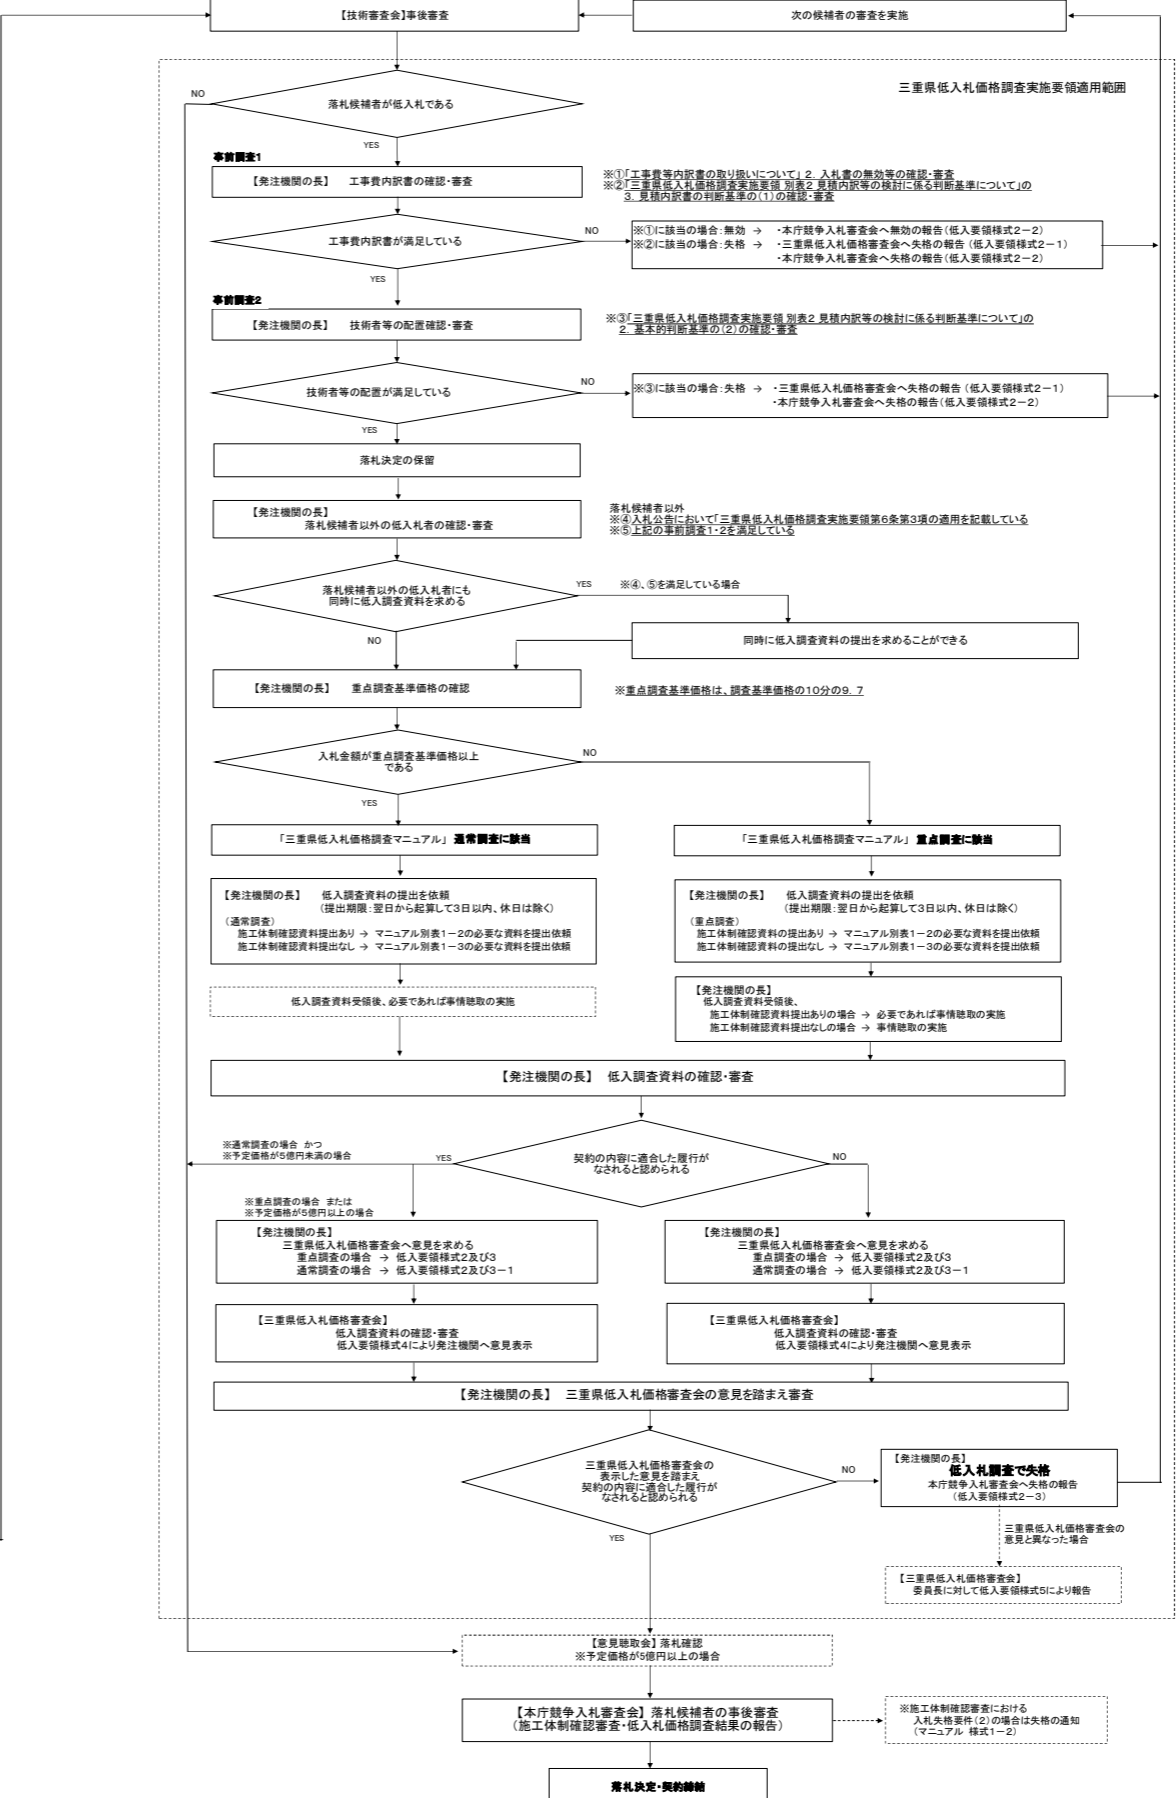 【技術審査会】事後審査
次の候補者の審査を実施
三重県低入札価格調査実施要領適用範囲
落札候補者が低入札である
NO
YES
事前調査1
【発注機関の長】　工事費内訳書の確認・審査
※①「工事費等内訳書の取り扱いについて」 2．入札書の無効等の確認・審査
※②「三重県低入札価格調査実施要領 別表2 見積内訳等の検討に係る判断基準について」の
3．見積内訳書の判断基準の(1)の確認・審査
工事費内訳書が満足している
NO
※①に該当の場合：無効 → ・本庁競争入札審査会へ無効の報告(低入要領様式2－2)
※②に該当の場合：失格 → ・三重県低入札価格審査会へ失格の報告 (低入要領様式2－1)
・本庁競争入札審査会へ失格の報告(低入要領様式2－2)
YES
事前調査2
【発注機関の長】　技術者等の配置確認・審査
※③「三重県低入札価格調査実施要領 別表2 見積内訳等の検討に係る判断基準について」の
2．基本的判断基準の(2)の確認・審査
技術者等の配置が満足している
NO
※③に該当の場合：失格 → ・三重県低入札価格審査会へ失格の報告 (低入要領様式2－1)
・本庁競争入札審査会へ失格の報告(低入要領様式2－2)
YES
落札決定の保留
【発注機関の長】
落札候補者以外の低入札者の確認・審査
落札候補者以外
※④入札公告において「三重県低入札価格調査実施要領第6条第3項の適用を記載している
※⑤上記の事前調査1・2を満足している
落札候補者以外の低入札者にも
同時に低入調査資料を求める
YES
※④、⑤を満足している場合
NO
同時に低入調査資料の提出を求めることができる
【発注機関の長】　重点調査基準価格の確認
※重点調査基準価格は、調査基準価格の10分の9．7
入札金額が重点調査基準価格以上
である
NO
YES
「三重県低入札価格調査マニュアル」 通常調査に該当
「三重県低入札価格調査マニュアル」 重点調査に該当
【発注機関の長】　低入調査資料の提出を依頼
(提出期限：翌日から起算して3日以内、休日は除く)
(通常調査)
施工体制確認資料提出あり → マニュアル別表1－2の必要な資料を提出依頼
施工体制確認資料提出なし → マニュアル別表1－3の必要な資料を提出依頼
【発注機関の長】　低入調査資料の提出を依頼
(提出期限：翌日から起算して3日以内、休日は除く)
(重点調査)
施工体制確認資料の提出あり → マニュアル別表1－2の必要な資料を提出依頼
施工体制確認資料の提出なし → マニュアル別表1－3の必要な資料を提出依頼
低入調査資料受領後、必要であれば事情聴取の実施
【発注機関の長】
低入調査資料受領後、
施工体制確認資料提出ありの場合 → 必要であれば事情聴取の実施
施工体制確認資料提出なしの場合 → 事情聴取の実施
【発注機関の長】　低入調査資料の確認・審査
※通常調査の場合 かつ
※予定価格が5億円未満の場合
YES
契約の内容に適合した履行が
なされると認められる
NO
※重点調査の場合 または
※予定価格が5億円以上の場合
【発注機関の長】
三重県低入札価格審査会へ意見を求める
重点調査の場合 → 低入要領様式2及び3
通常調査の場合 → 低入要領様式2及び3－1
【発注機関の長】
三重県低入札価格審査会へ意見を求める
重点調査の場合 → 低入要領様式2及び3
通常調査の場合 → 低入要領様式2及び3－1
【三重県低入札価格審査会】
低入調査資料の確認・審査
低入要領様式4により発注機関へ意見表示
【三重県低入札価格審査会】
低入調査資料の確認・審査
低入要領様式4により発注機関へ意見表示
【発注機関の長】　三重県低入札価格審査会の意見を踏まえ審査
三重県低入札価格審査会の
表示した意見を踏まえ
契約の内容に適合した履行が
なされると認められる
NO
YES
【発注機関の長】
低入札調査で失格
本庁競争入札審査会へ失格の報告
(低入要領様式2－3)
三重県低入札価格審査会の
意見と異なった場合
【三重県低入札価格審査会】
委員長に対して低入要領様式5により報告
【意見聴取会】 落札確認
※予定価格が5億円以上の場合
【本庁競争入札審査会】 落札候補者の事後審査
(施工体制確認審査・低入札価格調査結果の報告)
※施工体制確認審査における
入札失格要件(2)の場合は失格の通知
(マニュアル 様式1－2)
落札決定・契約締結